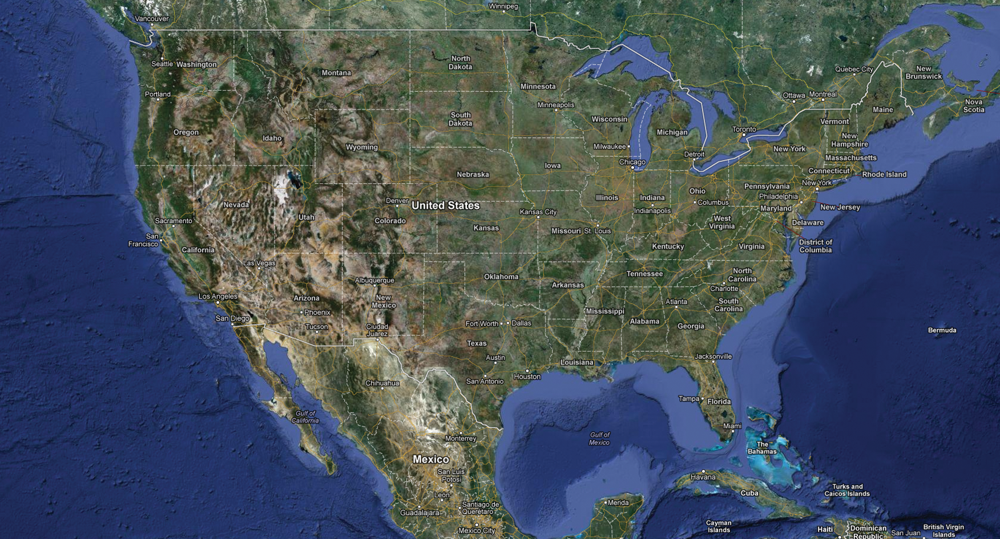 Winnipeg
Vancouver
Seattle
Washington
North
Dakota
Montana
Quebec City
New
Brunswick
Minnesota
Portland
Ottawa
Montreal
Nova
Scotia
Minneapolis
Maine
South
Dakota
Wisconsin
Vermont
Oregon
Idaho
Michigan
Toronto
New
Hampshire
Wyoming
Milwaukee
New York
Detroit
Massachusetts
Chicago
Iowa
Connecticut
Rhode Island
Nebraska
New York
Pennsylvania
Ohio
Illinois
Indiana
Philadelphia
Denver
United States
Columbus
Nevada
Maryland
New Jersey
Indianapolis
Kansas City
Utah
Colorado
Sacramento
West
Virginia
Delaware
Kansas
Missouri
St. Louis
San
Francisco
California
Kentucky
Virginia
District of
Columbia
Las Vegas
Tennessee
North
Carolina
Oklahoma
Albuquerque
Arkansas
Charlotte
Los Angeles
Arizona
New
Mexico
Atlanta
South
Carolina
Phoenix
Mississippi
San Diego
Alabama
Fort Worth
Dallas
Georgia
Tucson
Ciudad
Juarez
Bermuda
Texas
Austin
Jacksonville
Louisiana
Houston
San Antonio
Chihuahua
Tampa
Florida
Gulf of
California
Miami
Gulf of
Mexico
Monterrey
The
Bahamas
Mexico
San Luis
Potosi
Havana
Cuba
Turks and
Caicos Islands
Leon
Merida
Santiago de
Queretaro
Guadalajara
Cayman
Islands
Mexico City
Haiti
Dominican
Republic
San Juan
British Virgin
Islands